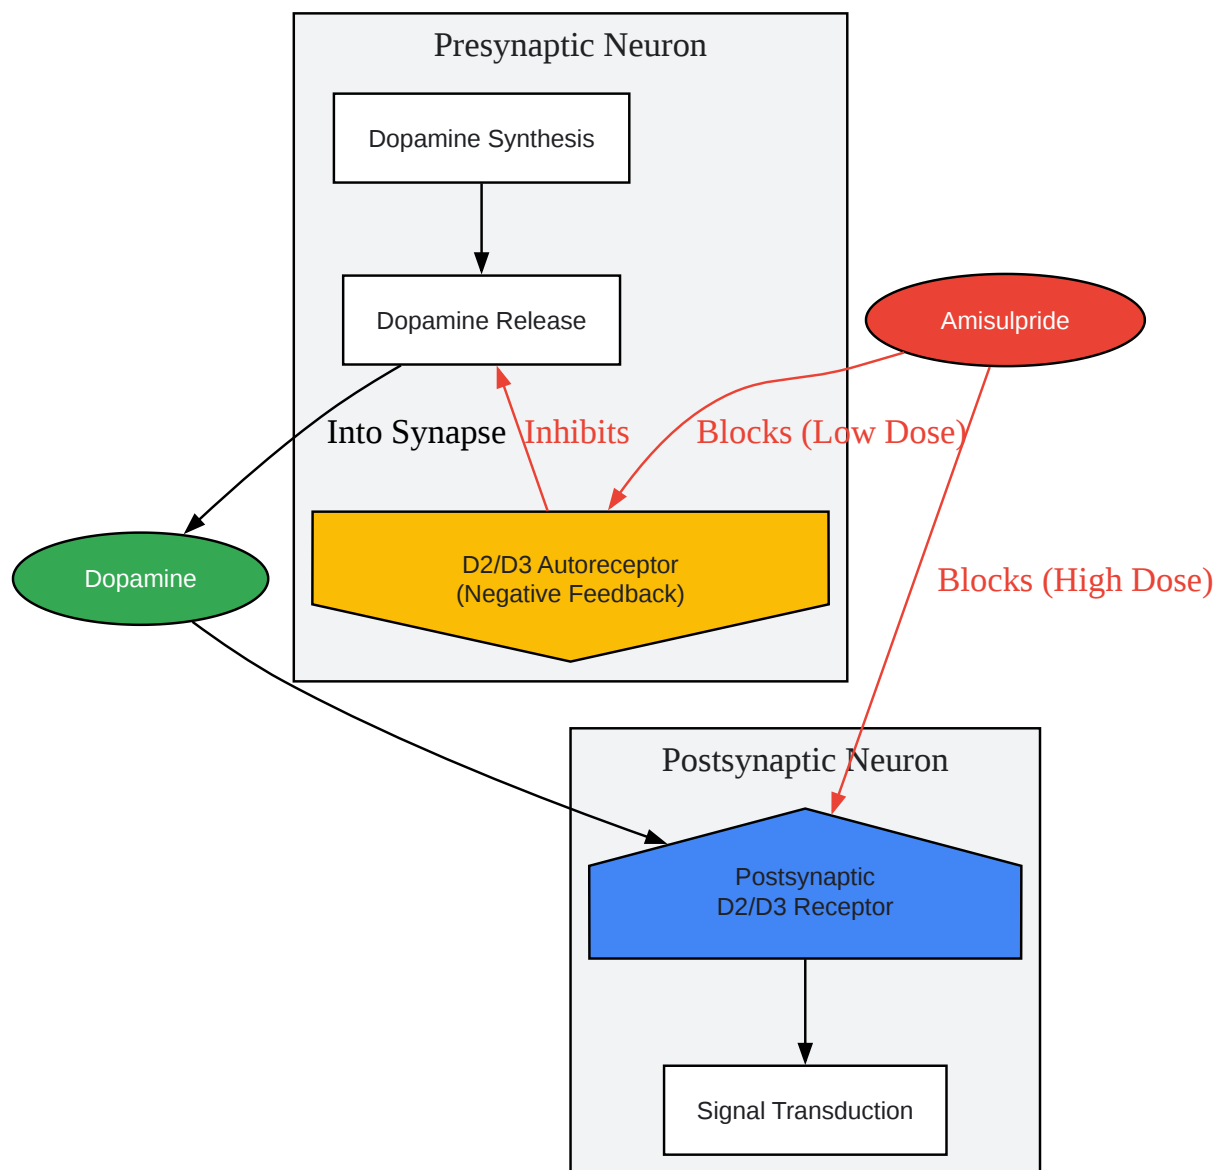 Presynaptic Neuron
Dopamine Synthesis
Dopamine Release
Amisulpride
Into Synapse
Inhibits
Blocks (Low Dose)
D2/D3 Autoreceptor
(Negative Feedback)
Dopamine
Blocks (High Dose)
Postsynaptic Neuron
Postsynaptic
D2/D3 Receptor
Signal Transduction